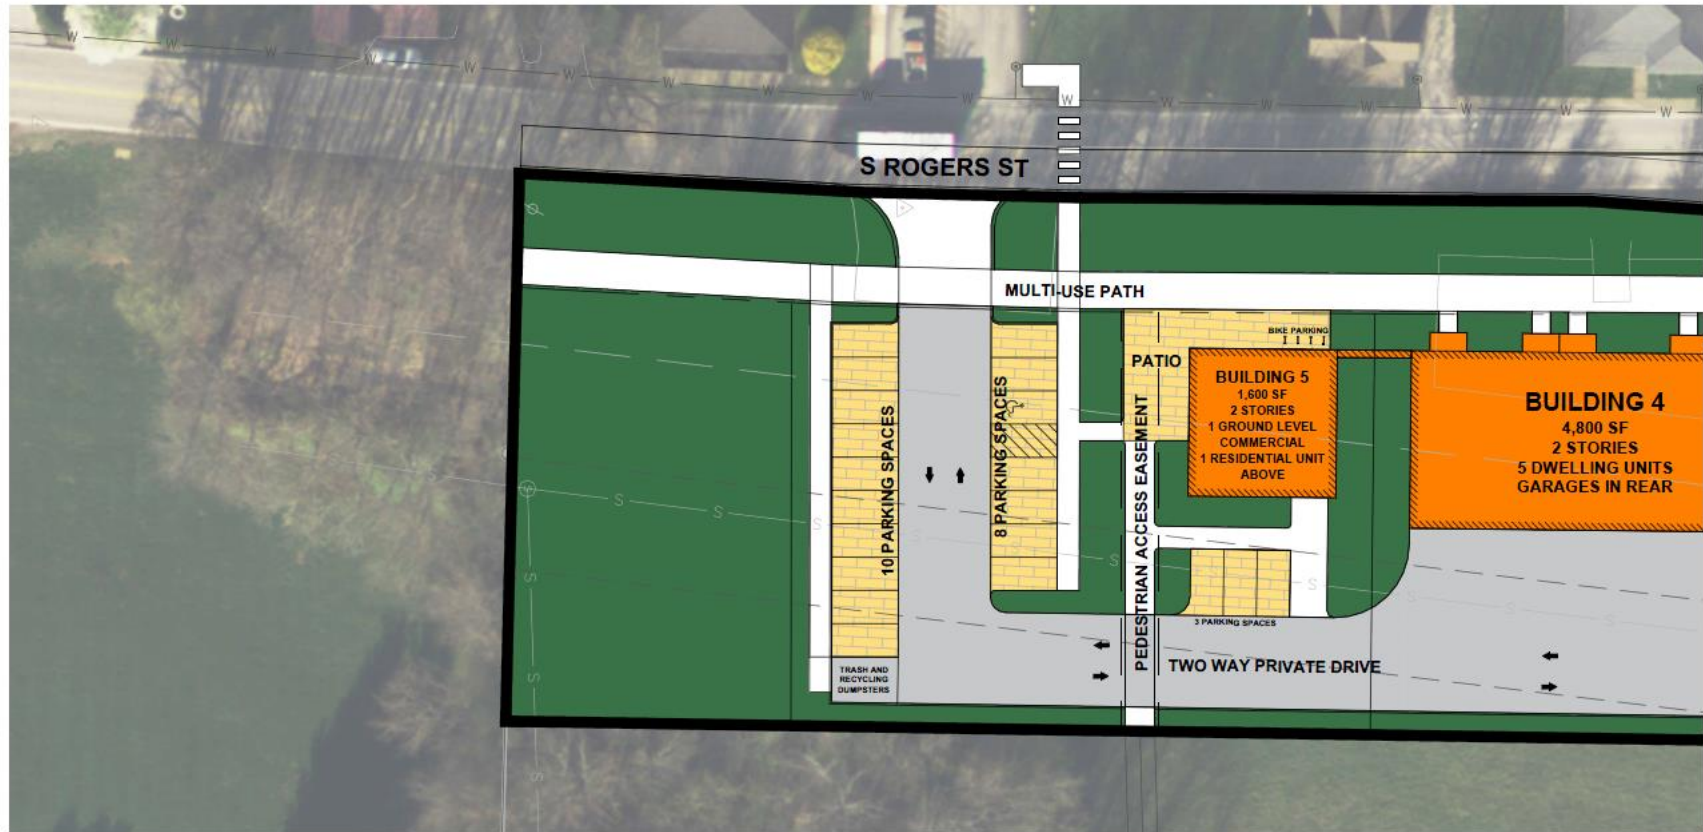 W W W W W W W W W W W W W W W W W
S ROGERS ST
MULTI-USE PATH
BIKE PARKING
PATIO
BUILDING 5
1,600 SF
2 STORIES
1 GROUND LEVEL
COMMERCIAL
1 RESIDENTIAL UNIT
ABOVE
BUILDING 4
4,800 SF
2 STORIES
5 DWELLING UNITS
GARAGES IN REAR
10 PARKING SPACES
8 PARKING SPACES
PEDESTRIAN ACCESS EASEMENT
S S S S S S S S S S S
S
S
S
3 PARKING SPACES
TWO WAY PRIVATE DRIVE
TRASH AND
RECYCLING
DUMPSTERS